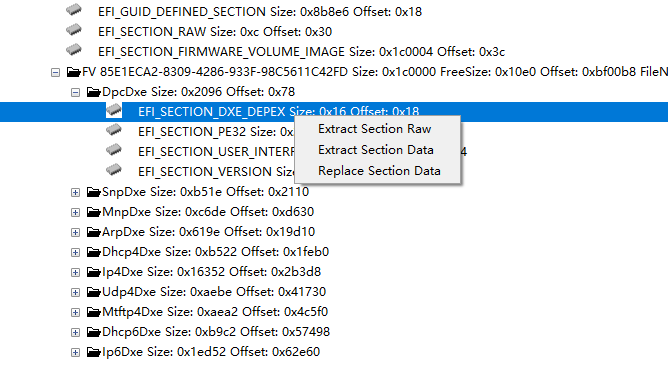 EFI_GUID_DEFINED_SECTION Size: 0x8b8e6 Offset: 0x18
EFI_SECTION_RAW Size: 0xc Offset: 0x30
EFI_SECTION_FIRMWARE_VOLUME_IMAGE Size: 0x1c0004 Offset: 0x3c
FV 85E1ECA2-8309-4286-933F-98C5611C42FD Size: 0x1c0000 FreeSize: 0x10e0 Offset: 0xbf00b8 FileN
DpcDxe Size: 0x2096 Offset: 0x78
EFI_SECTION_DXE_DEPEX Size: 0x16 Offset: 0x18
Extract Section Raw
EFI_SECTION_PE32 Size: 0x
Extract Section Data
EFI_SECTION_USER_INTERF
4
Replace Section Data
EFI_SECTION_VERSION Siz
SnpDxe Size: 0xb51e Offset: 0x2110
MnpDxe Size: 0xc6de Offset: 0xd630
ArpDxe Size: 0x619e Offset: 0x19d10
Dhcp4Dxe Size: 0xb522 Offset: 0x1feb0
Ip4Dxe Size: 0x16352 Offset: 0x2b3d8
Udp4Dxe Size: 0xaebe Offset: 0x41730
Mtftp4Dxe Size: 0xaea2 Offset: 0x4c5f0
Dhcp6Dxe Size: 0xb9c2 Offset: 0x57498
Ip6Dxe Size: 0x1ed52 Offset: 0x62e60